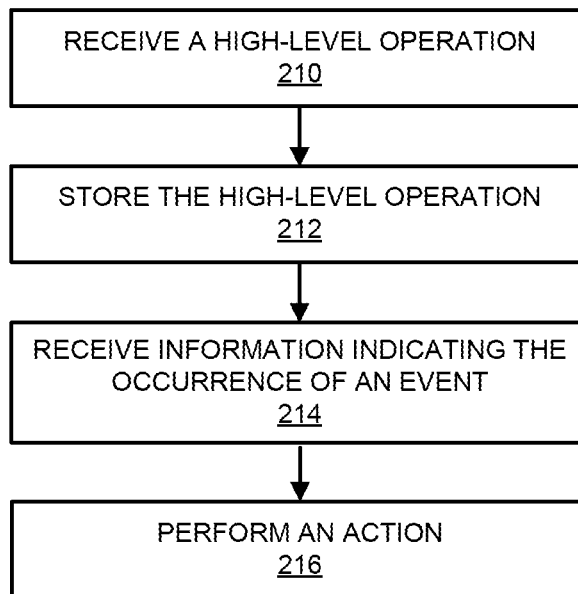 RECEIVE A HIGH-LEVEL OPERATION
210
STORE THE HIGH-LEVEL OPERATION
212
RECEIVE INFORMATION INDICATING THE
OCCURRENCE OF AN EVENT
214
PERFORM AN ACTION
216